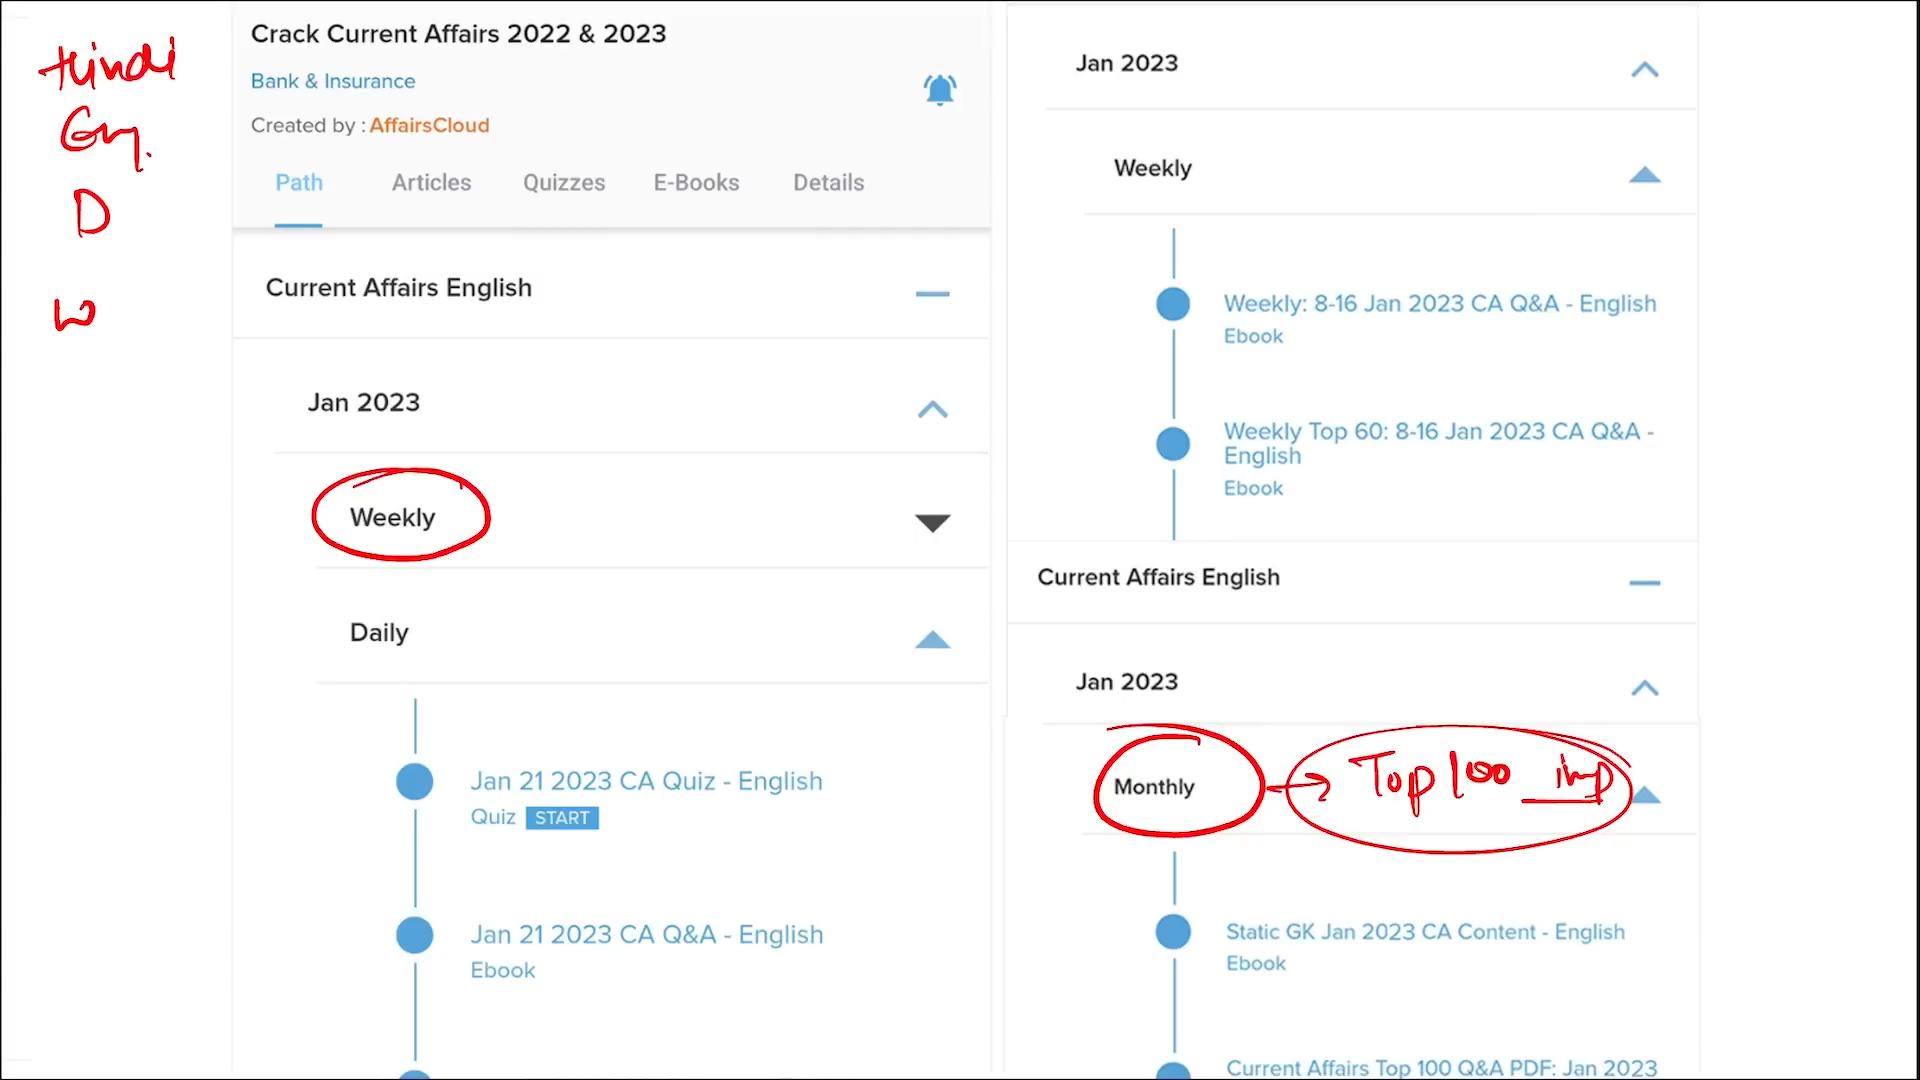 Hindi
Eng.
D
W
Crack Current Affairs 2022 & 2023
Bank & Insurance
Created by : AffairsCloud
Path Articles Quizzes E-Books Details
Current Affairs English
Jan 2023
Weekly
Daily
Jan 21 2023 CA Quiz - English
Quiz START
Jan 21 2023 CA Q&A - English
Ebook
Jan 2023
Weekly
Weekly: 8-16 Jan 2023 CA Q&A - English
Ebook
Weekly Top 60: 8-16 Jan 2023 CA Q&A -
English
Ebook
Current Affairs English
Jan 2023
Monthly Top 100 imp
Static GK Jan 2023 CA Content - English
Ebook
Current Affairs Top 100 Q&A PDF: Jan 2023